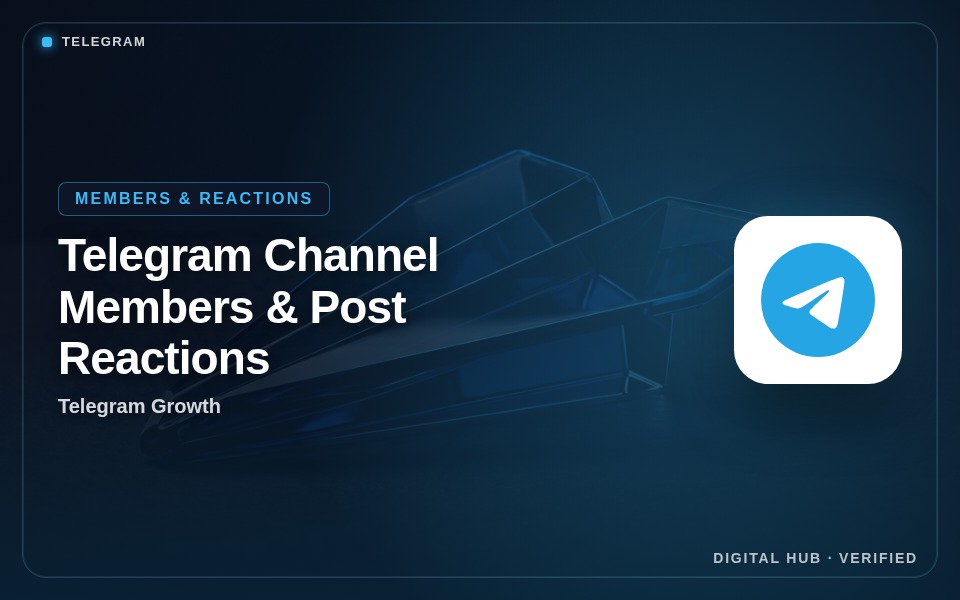 TELEGRAM
MEMBERS & REACTIONS
Telegram Channel
Members & Post
Reactions
Telegram Growth
DIGITAL HUB · VERIFIED